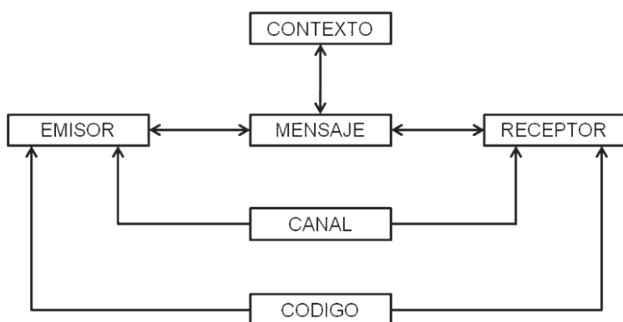 CONTEXTO
EMISOR
MENSAJE
RECEPTOR
CANAL
CODIGO